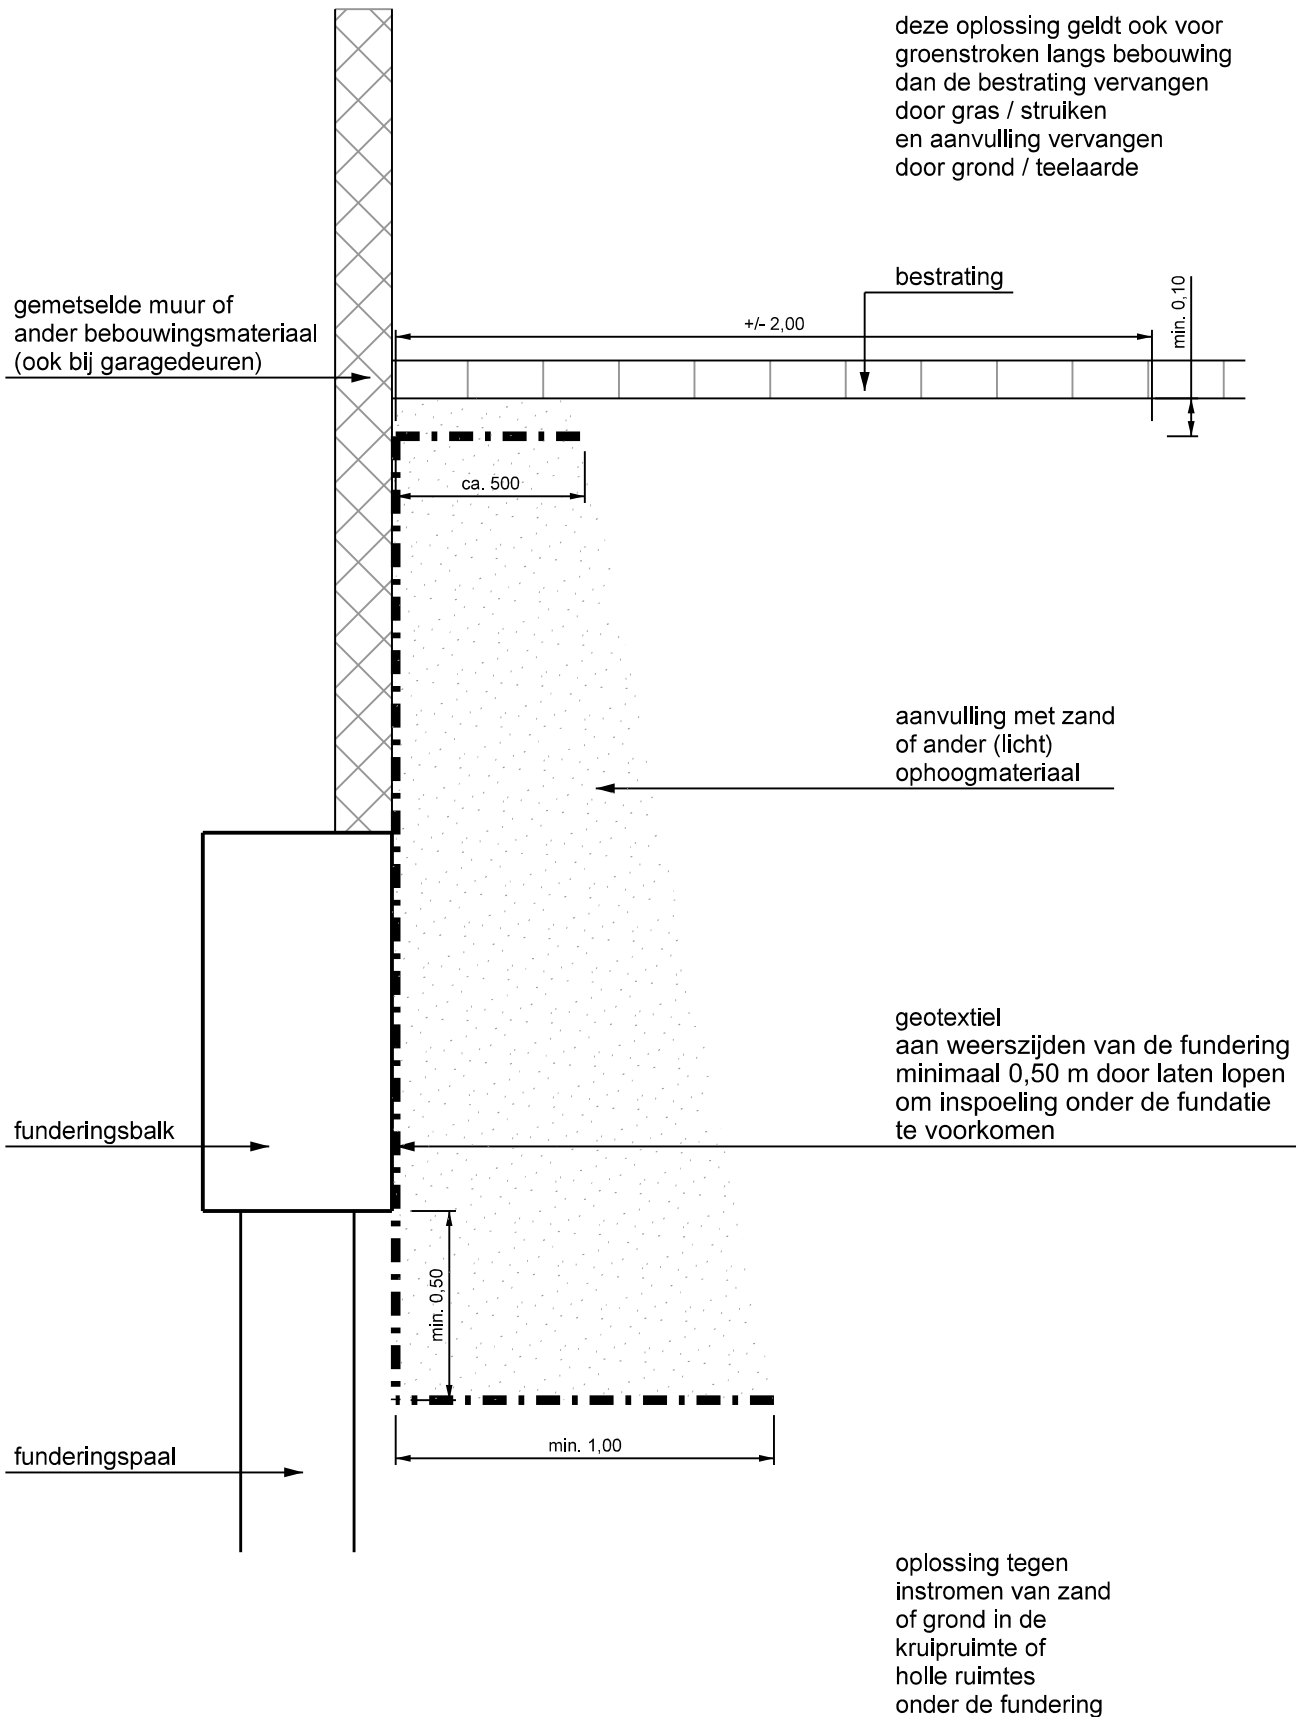 deze oplossing geldt ook voor
groenstroken langs bebouwing
dan de bestrating vervangen
door gras / struiken
en aanvulling vervangen
door grond / teelaarde
bestrating
min. 0,10
gemetselde muur of
ander bebouwingsmateriaal
(ook bij garagedeuren)
+/- 2,00
ca. 500
aanvulling met zand
of ander (licht)
ophoogmateriaal
geotextiel
aan weerszijden van de fundering
minimaal 0,50 m door laten lopen
om inspoeling onder de fundatie
te voorkomen
funderingsbalk
min. 0,50
min. 1,00
funderingspaal
oplossing tegen
instromen van zand
of grond in de
kruipruimte of
holle ruimtes
onder de fundering